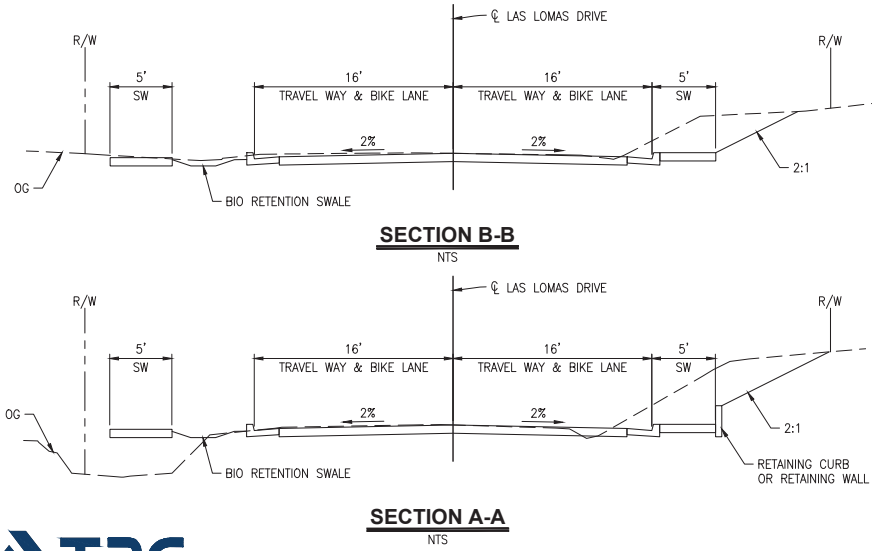 ℄ LAS LOMAS DRIVE
R/W
R/W
5'
16'
16'
5'
SW
TRAVEL WAY & BIKE LANE
TRAVEL WAY & BIKE LANE
SW
2%
2%
OG
2:1
BIO RETENTION SWALE
SECTION B-B
NTS
℄ LAS LOMAS DRIVE
R/W
R/W
5'
16'
16'
5'
SW
TRAVEL WAY & BIKE LANE
TRAVEL WAY & BIKE LANE
SW
OG
2%
2%
2:1
BIO RETENTION SWALE
RETAINING CURB
OR RETAINING WALL
SECTION A-A
NTS